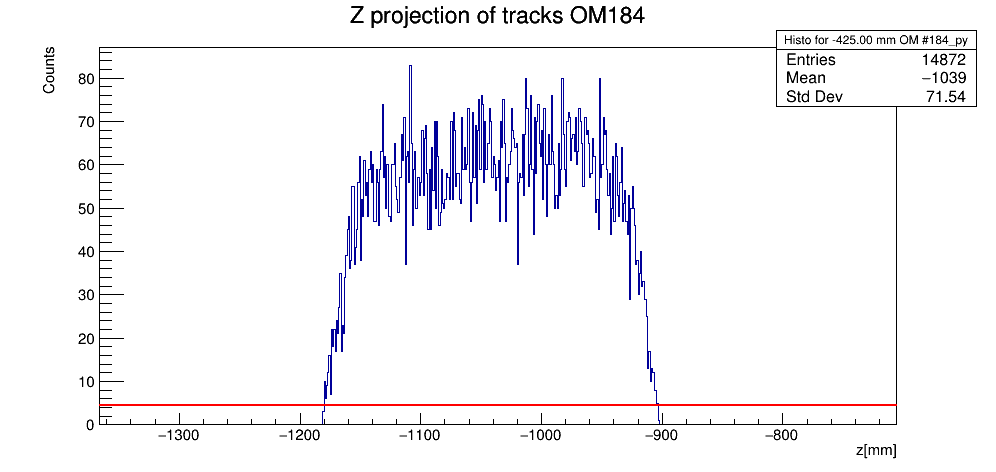 Z projection of tracks OM184
Histo for -425.00 mm OM #184_py
Entries 14872
Mean −1039
Std Dev 71.54
Counts
80
70
60
50
40
30
20
10
0
−1300 −1200 −1100 −1000 −900 −800
z[mm]